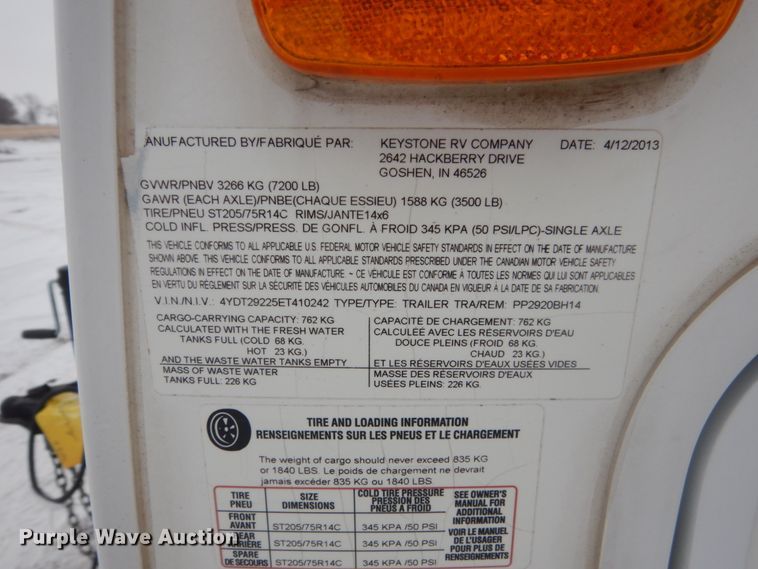 ANUFACTURED BY/FABRIQUÉ PAR: KEYSTONE RV COMPANY DATE: 4/12/2013
2642 HACKBERRY DRIVE
GOSHEN, IN 46526
GVWR/PNBV 3266 KG (7200 LB)
GAWR (EACH AXLE)/PNBE(CHAQUE ESSIEU) 1588 KG (3500 LB)
TIRE/PNEU ST205/75R14C RIMS/JANTE14x6
COLD INFL. PRESS/PRESS. DE GONFL. À FROID 345 KPA (50 PSI/LPC)-SINGLE AXLE
THIS VEHICLE CONFORMS TO ALL APPLICABLE U.S. FEDERAL MOTOR VEHICLE SAFETY STANDARDS IN EFFECT ON THE DATE OF MANUFACTURE
SHOWN ABOVE. THIS VEHICLE CONFORMS TO ALL APPLICABLE STANDARDS PRESCRIBED UNDER THE CANADIAN MOTOR VEHICLE SAFETY
REGULATIONS IN EFFECT ON THE DATE OF MANUFACTURE ~ CE VÉHICULE EST CONFORME À TOUTES LES NORMES QUI LUI SONT APPLICABLES
EN VERTU DU RÉGLEMENT SUR LA SÉCURITÉ DES VÉHICULES AUTOMOBILES DU CANADA EN VIGUEUR À LA DATE DE SA FABRICATION.
V.I.N./N.I.V.: 4YDT29225ET410242 TYPE/TYPE: TRAILER TRA/REM: PP2920BH14
CARGO-CARRYING CAPACITY: 762 KG
CALCULATED WITH THE FRESH WATER
TANKS FULL (COLD 68 KG.
HOT 23 KG.)
AND THE WASTE WATER TANKS EMPTY
MASS OF WASTE WATER
TANKS FULL: 226 KG
CAPACITÉ DE CHARGEMENT: 762 KG
CALCULÉE AVEC LES RÉSERVOIRS D'EAU
DOUCE PLEINS (FROID 68 KG.
CHAUD 23 KG.)
ET LES RÉSERVOIRS D'EAUX USÉES VIDES
MASSE DES RÉSERVOIRS D'EAUX
USÉES PLEINS: 226 KG.
TIRE AND LOADING INFORMATION
RENSEIGNEMENTS SUR LES PNEUS ET LE CHARGEMENT
The weight of cargo should never exceed 835 KG
or 1840 LBS. Le poids de chargement ne devrait
jamais excéder 835 KG ou 1840 LBS
TIRE
PNEU
SIZE
DIMENSIONS
COLD TIRE PRESSURE
PRESSION DES
PNEUS A FROID
SEE OWNER'S
MANUAL FOR
ADDITIONAL
INFORMATION
VOIR LE MANUEL
DE L'USAGER
POUR PLUS DE
RENSEIGNEMENTS
FRONT
AVANT
ST205/75R14C
345 KPA /50 PSI
REAR
ARRIÈRE
ST205/75R14C
345 KPA /50 PSI
SPARE
DE SECOURS
ST205/75R14C
345 KPA /50 PSI
Purple Wave Auction